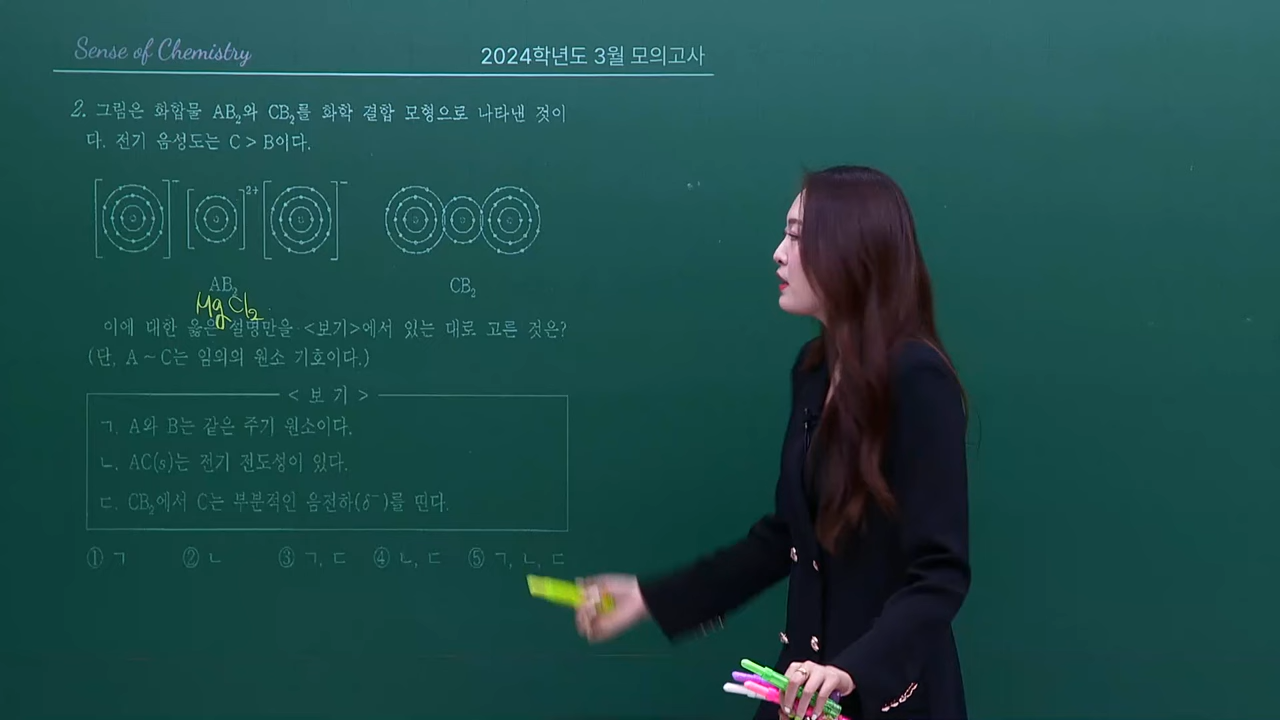 Sense of Chemistry
2024학년도 3월 모의고사
2. 그림은 화합물 AB₂와 CB₂를 화학 결합 모형으로 나타낸 것이
다. 전기 음성도는 C > B이다.
− 2+ −
AB₂ CB₂
MgCl₂
이에 대한 옳은 설명만을 <보기>에서 있는 대로 고른 것은?
(단, A ~ C는 임의의 원소 기호이다.)
< 보 기 >
ㄱ. A와 B는 같은 주기 원소이다.
ㄴ. AC(s)는 전기 전도성이 있다.
ㄷ. CB₂에서 C는 부분적인 음전하(δ⁻)를 띤다.
① ㄱ ② ㄴ ③ ㄱ, ㄷ ④ ㄴ, ㄷ ⑤ ㄱ, ㄴ, ㄷ